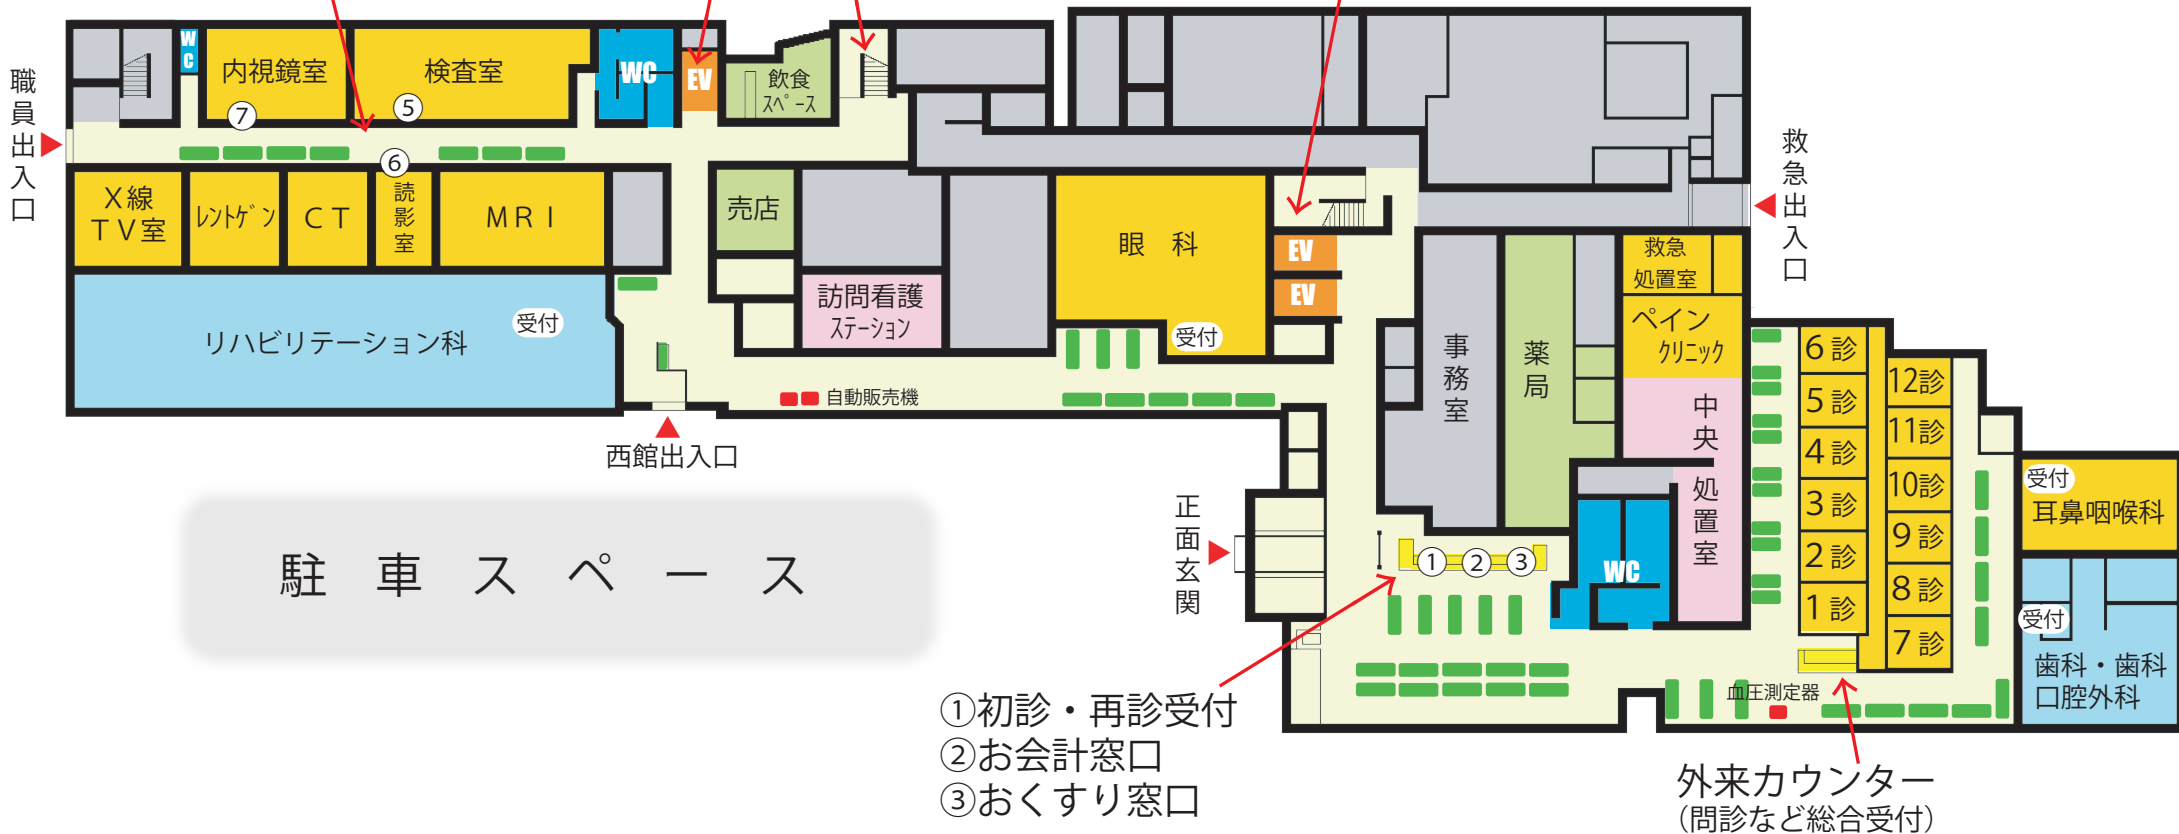 職員出入口
WC
内視鏡室
⑦
検査室
⑤
WC
EV
飲食
スペース
⑥
X線
TV室
レントゲン
CT
読影室
MRI
売店
眼 科
受付
EV
EV
救急出入口
リハビリテーション科
受付
訪問看護
ステーション
自動販売機
西館出入口
事務室
薬局
救急
処置室
ペイン
クリニック
中央処置室
6診
5診
4診
3診
2診
1診
12診
11診
10診
9診
8診
7診
受付
耳鼻咽喉科
受付
歯科・歯科
口腔外科
駐車スペース
正面玄関
① ② ③
WC
血圧測定器
①初診・再診受付
②お会計窓口
③おくすり窓口
外来カウンター
(問診など総合受付)